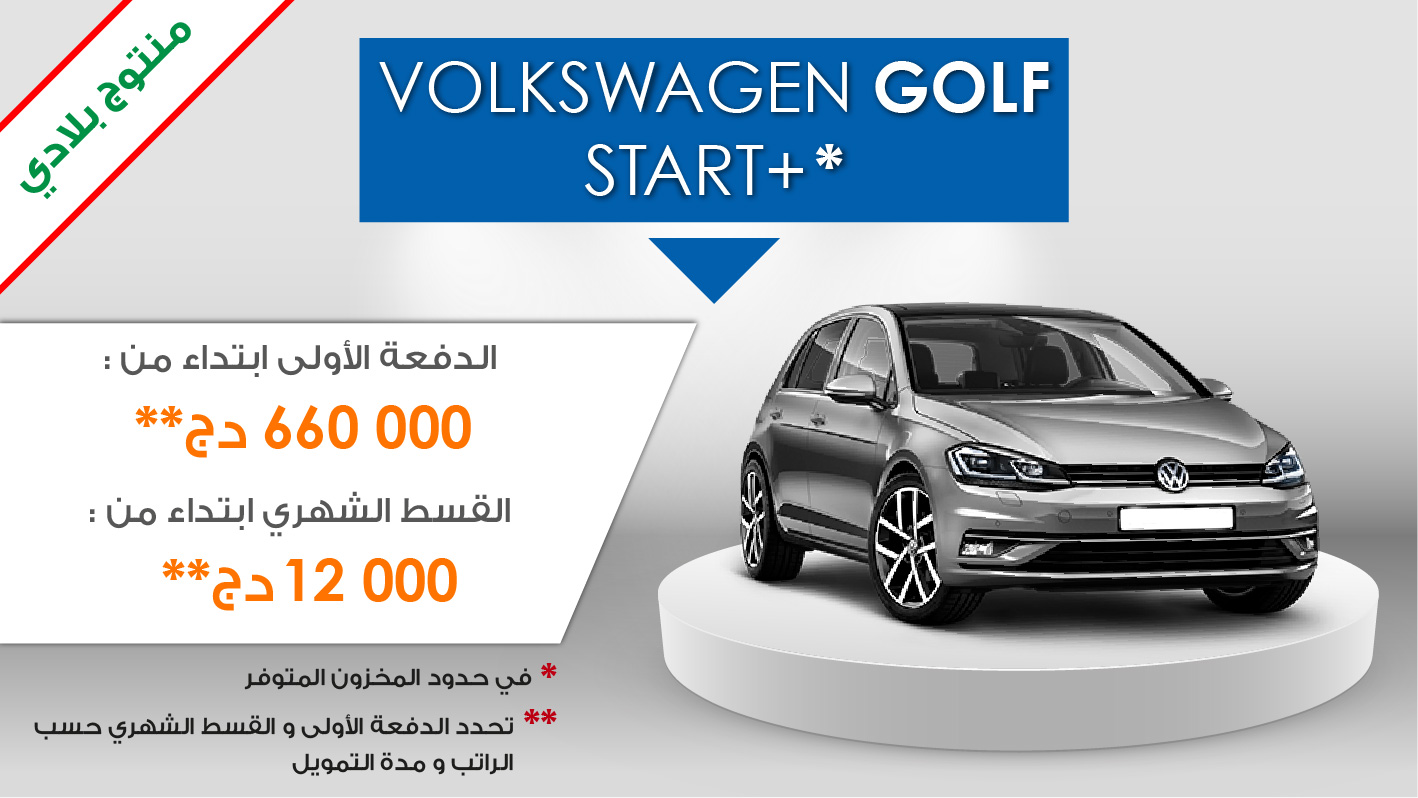 منتوج بلادي
VOLKSWAGEN GOLF
START+*
الدفعة الأولى ابتداء من :
660 000 دج**
القسط الشهري ابتداء من :
12 000 دج**
* في حدود المخزون المتوفر
** تحدد الدفعة الأولى و القسط الشهري حسب
الراتب و مدة التمويل